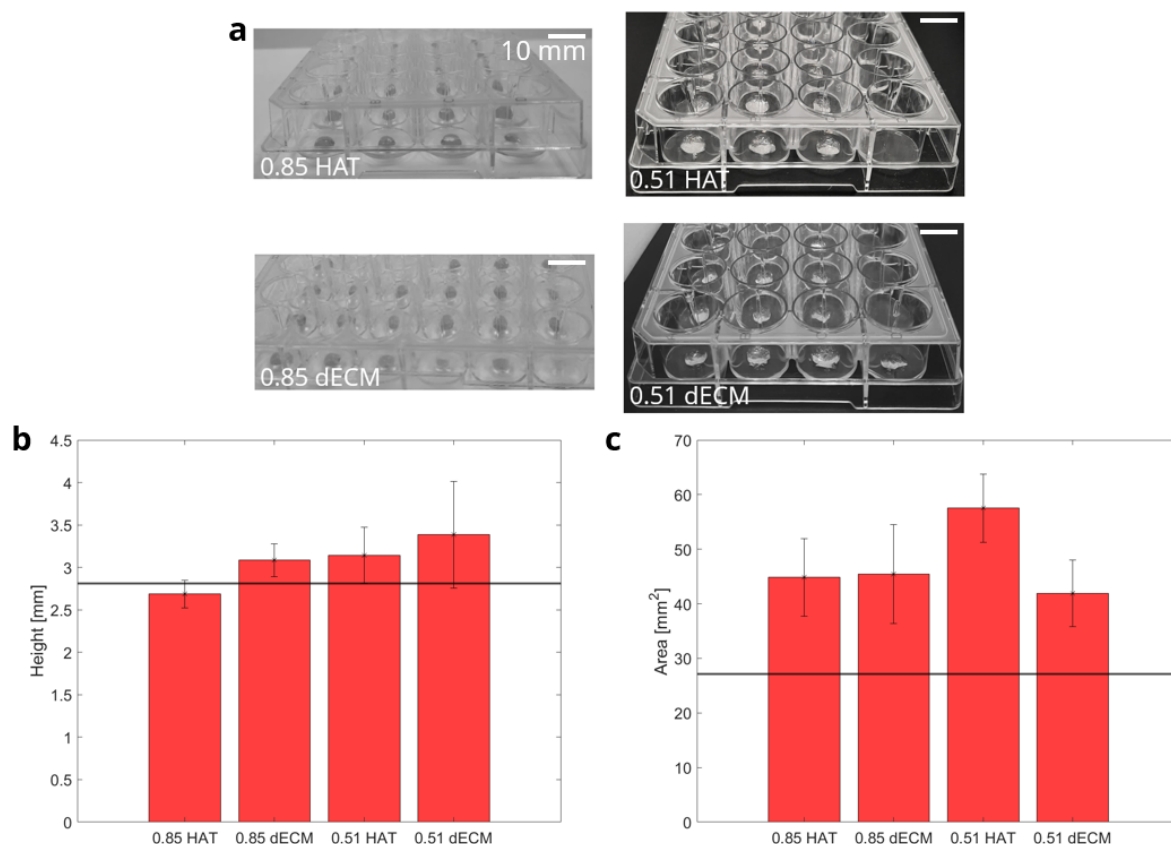 a
10 mm
0.85 HAT
0.51 HAT
0.85 dECM
0.51 dECM
b
4.5
4
3.5
3
2.5
2
1.5
1
0.5
0
Height [mm]
0.85 HAT 0.85 dECM 0.51 HAT 0.51 dECM
c
70
60
50
40
30
20
10
0
Area [mm²]
0.85 HAT 0.85 dECM 0.51 HAT 0.51 dECM